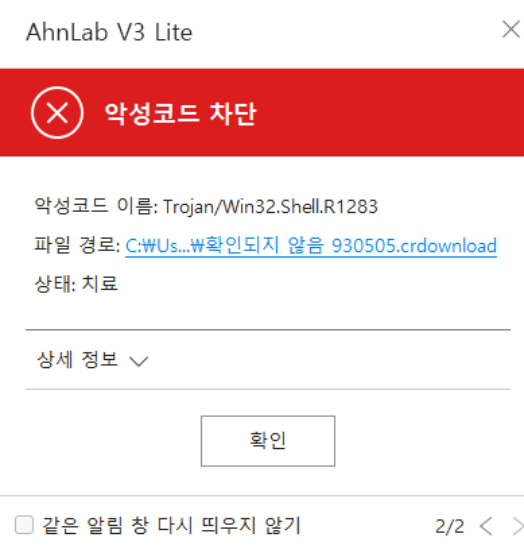 AhnLab V3 Lite
악성코드 차단
악성코드 이름: Trojan/Win32.Shell.R1283
파일 경로: C:₩Us...₩확인되지 않음 930505.crdownload
상태: 치료
상세 정보
확인
같은 알림 창 다시 띄우지 않기
2/2